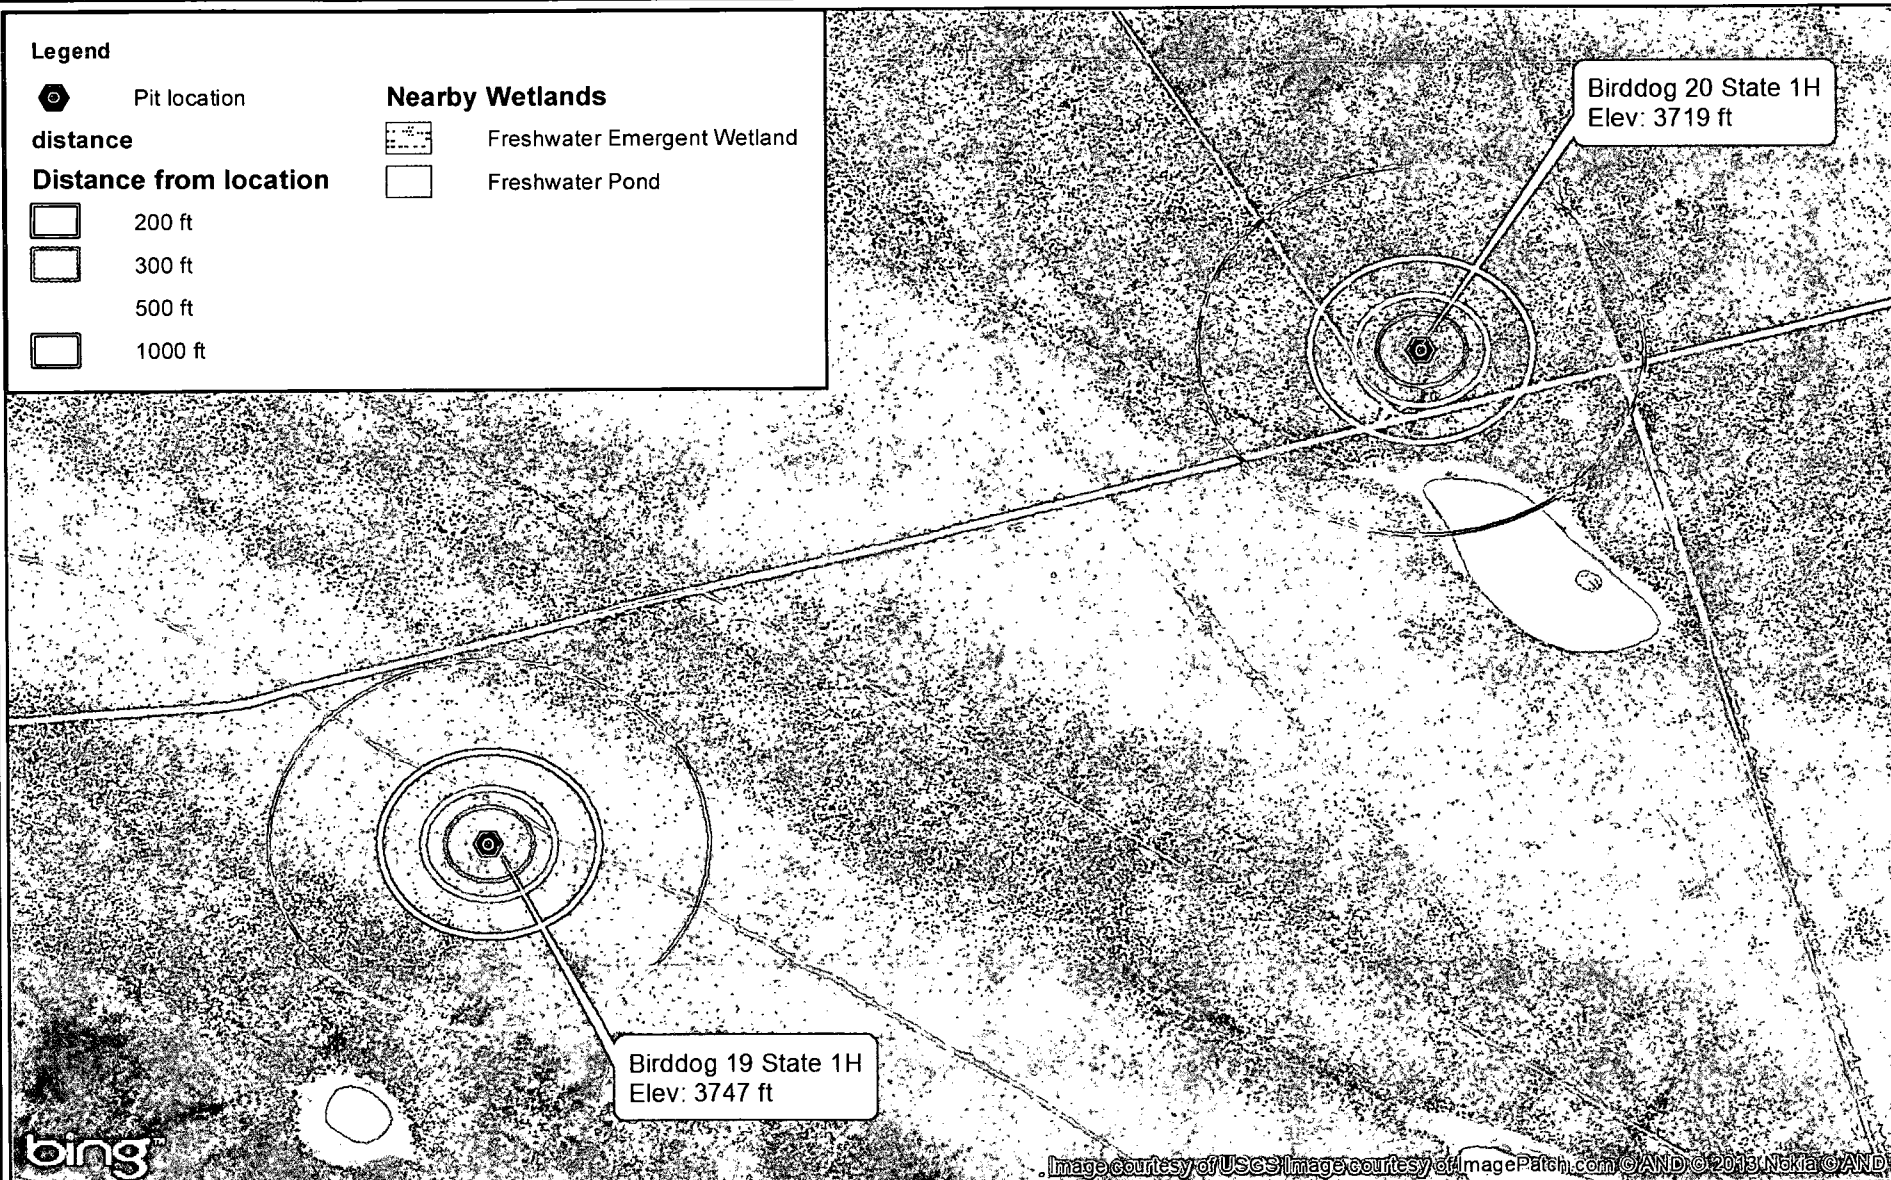 Legend
Pit location
distance
Distance from location
200 ft
300 ft
500 ft
1000 ft
Nearby Wetlands
Freshwater Emergent Wetland
Freshwater Pond
Birddog 20 State 1H
Elev: 3719 ft
Birddog 19 State 1H
Elev: 3747 ft
bing™
Image courtesy of USGS Image courtesy of ImagePatch.com © AND © 2013 Nokia © AND